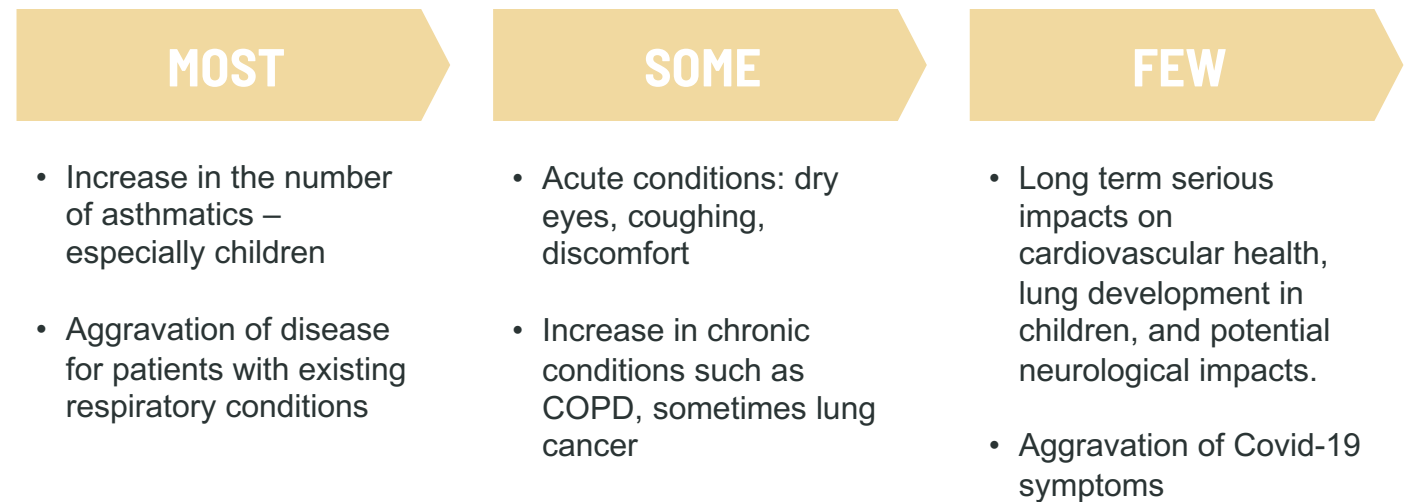 MOST
• Increase in the number
of asthmatics –
especially children
• Aggravation of disease
for patients with existing
respiratory conditions
SOME
• Acute conditions: dry
eyes, coughing,
discomfort
• Increase in chronic
conditions such as
COPD, sometimes lung
cancer
FEW
• Long term serious
impacts on
cardiovascular health,
lung development in
children, and potential
neurological impacts.
• Aggravation of Covid-19
symptoms